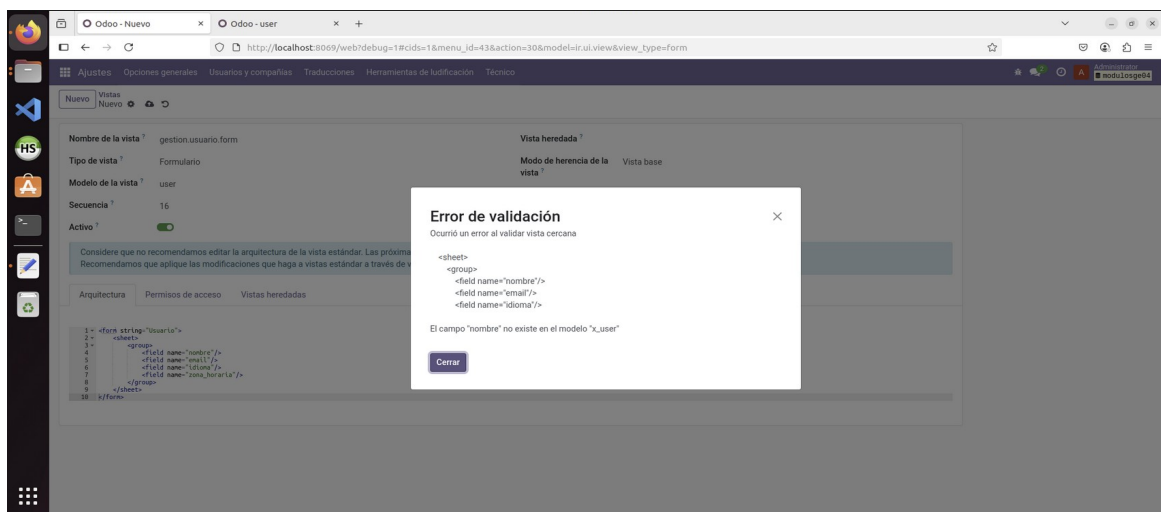 Odoo - Nuevo
Odoo - user
http://localhost:8069/web?debug=1#cids=1&menu_id=43&action=30&model=ir.ui.view&view_type=form
Ajustes Opciones generales Usuarios y compañías Traducciones Herramientas de ludificación Técnico
2
A
Administrator
modulosge04
Nuevo
Vistas
Nuevo
Nombre de la vista ? gestion.usuario.form
Vista heredada ?
Tipo de vista ? Formulario
Modo de herencia de la vista ? Vista base
Modelo de la vista ? user
Secuencia ? 16
Activo ?
Considere que no recomendamos editar la arquitectura de la vista estándar. Las próxima
Recomendamos que aplique las modificaciones que haga a vistas estándar a través de v
Arquitectura Permisos de acceso Vistas heredadas
1 <form string="Usuario">
2 <sheet>
3 <group>
4 <field name="nombre"/>
5 <field name="email"/>
6 <field name="idioma"/>
7 <field name="zona_horaria"/>
8 </group>
9 </sheet>
10 </form>
Error de validación
Ocurrió un error al validar vista cercana
<sheet>
<group>
<field name="nombre"/>
<field name="email"/>
<field name="idioma"/>
El campo "nombre" no existe en el modelo "x_user"
Cerrar
HS